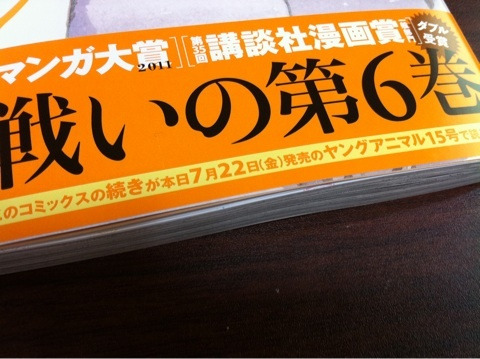 マンガ大賞2011 第35回講談社漫画賞 ダブル受賞
戦いの第6巻
このコミックスの続きが本日7月22日(金)発売のヤングアニマル15号で読